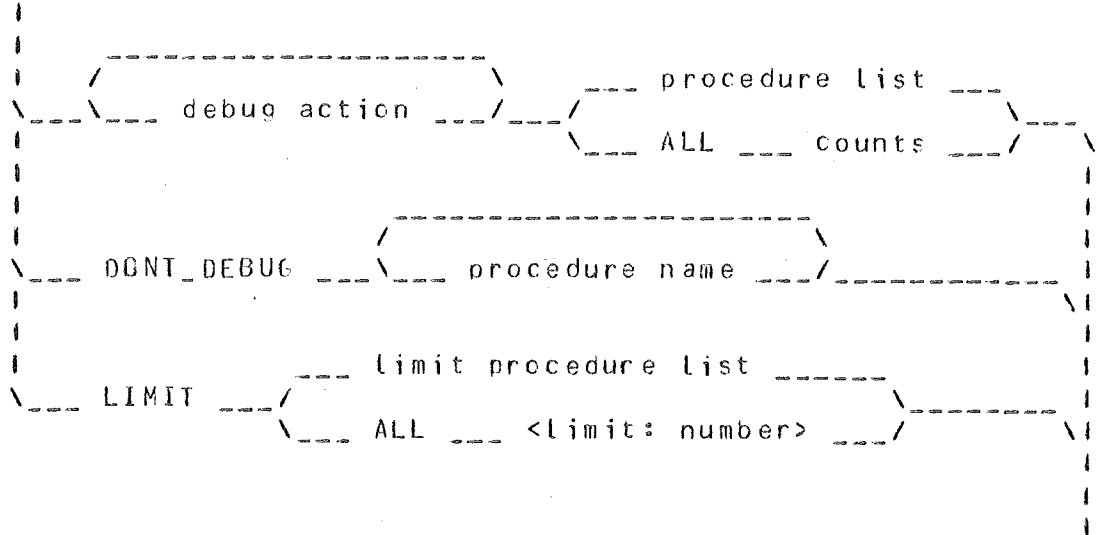 procedure list
debug action
ALL counts
DONT_DEBUG procedure name
limit procedure list
LIMIT
ALL <limit: number>